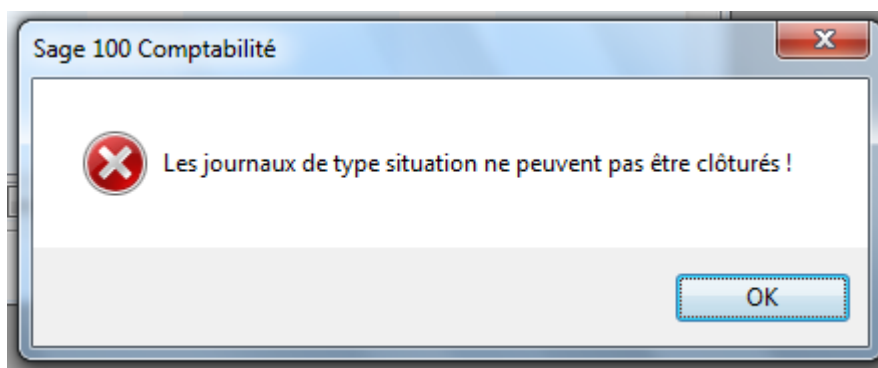 Sage 100 Comptabilité
Les journaux de type situation ne peuvent pas être clôturés !
OK